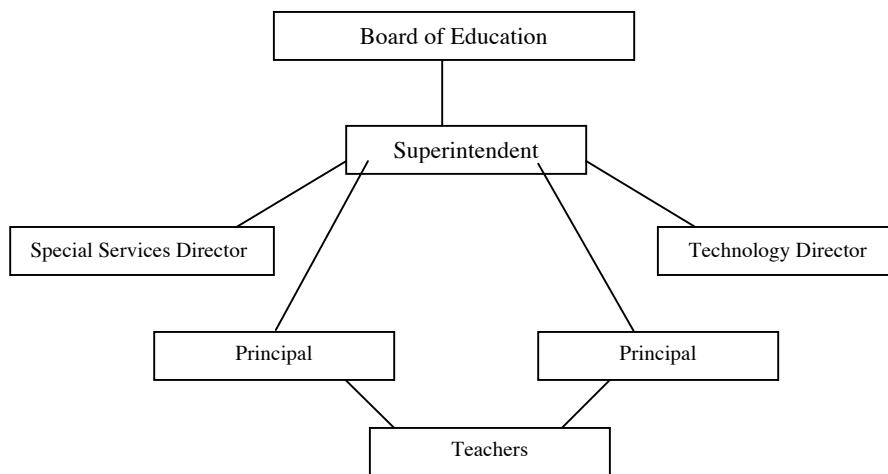 Board of Education
Superintendent
Special Services Director
Technology Director
Principal
Principal
Teachers